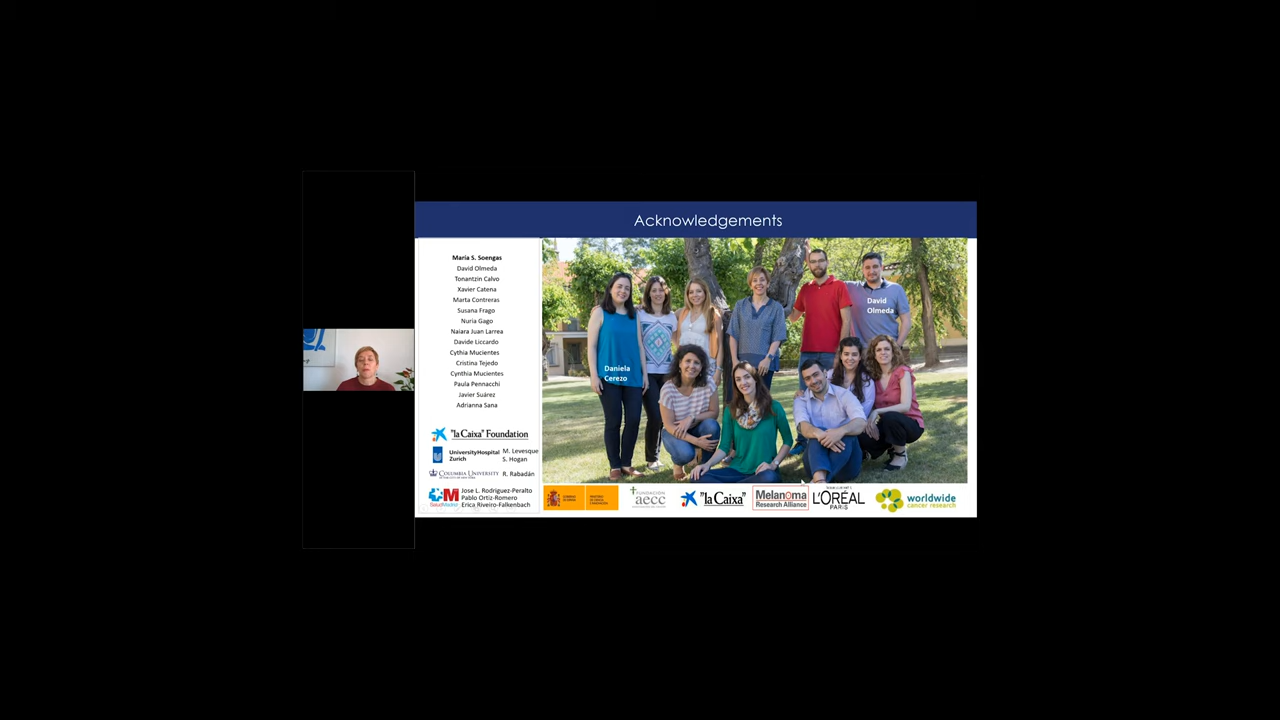 Acknowledgements
María S. Soengas
David Olmeda
Tonantzin Calvo
Xavier Catena
Marta Contreras
Susana Frago
Nuria Gago
Naiara Juan Larrea
Davide Liccardo
Cythia Mucientes
Cristina Tejedo
Cynthia Mucientes
Paula Pennacchi
Javier Suárez
Adrianna Sana
"la Caixa" Foundation
UniversityHospital
Zurich
M. Levesque
S. Hogan
COLUMBIA UNIVERSITY
R. Rabadán
Jose L. Rodriguez-Peralto
Pablo Ortiz-Romero
Erica Riveiro-Falkenbach
SaludMadrid
Daniela
Cerezo
David
Olmeda
FUNDACIÓN
aecc
"la Caixa"
Melanoma
Research Alliance
L'ORÉAL
PARIS
worldwide
cancer research